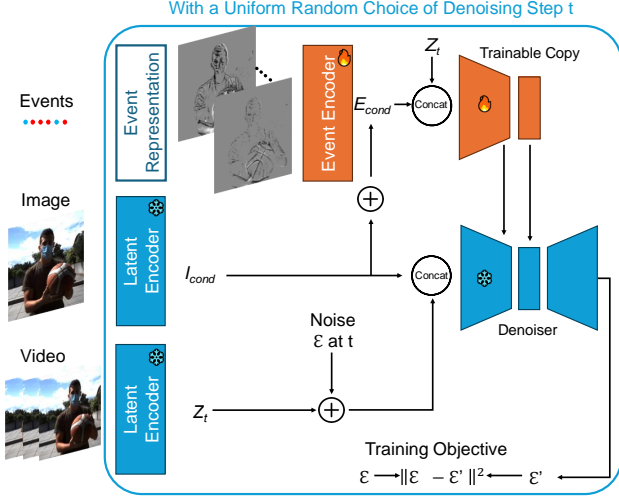 With a Uniform Random Choice of Denoising Step t
Events
Event
Representation
Event Encoder
E_cond
Z_t
Concat
Trainable Copy
Image
Latent
Encoder
I_cond
+
Concat
Denoiser
Video
Latent
Encoder
Z_t
Noise
ℰ at t
+
Training Objective
ℰ ||ℰ - ℰ' ||² ℰ'